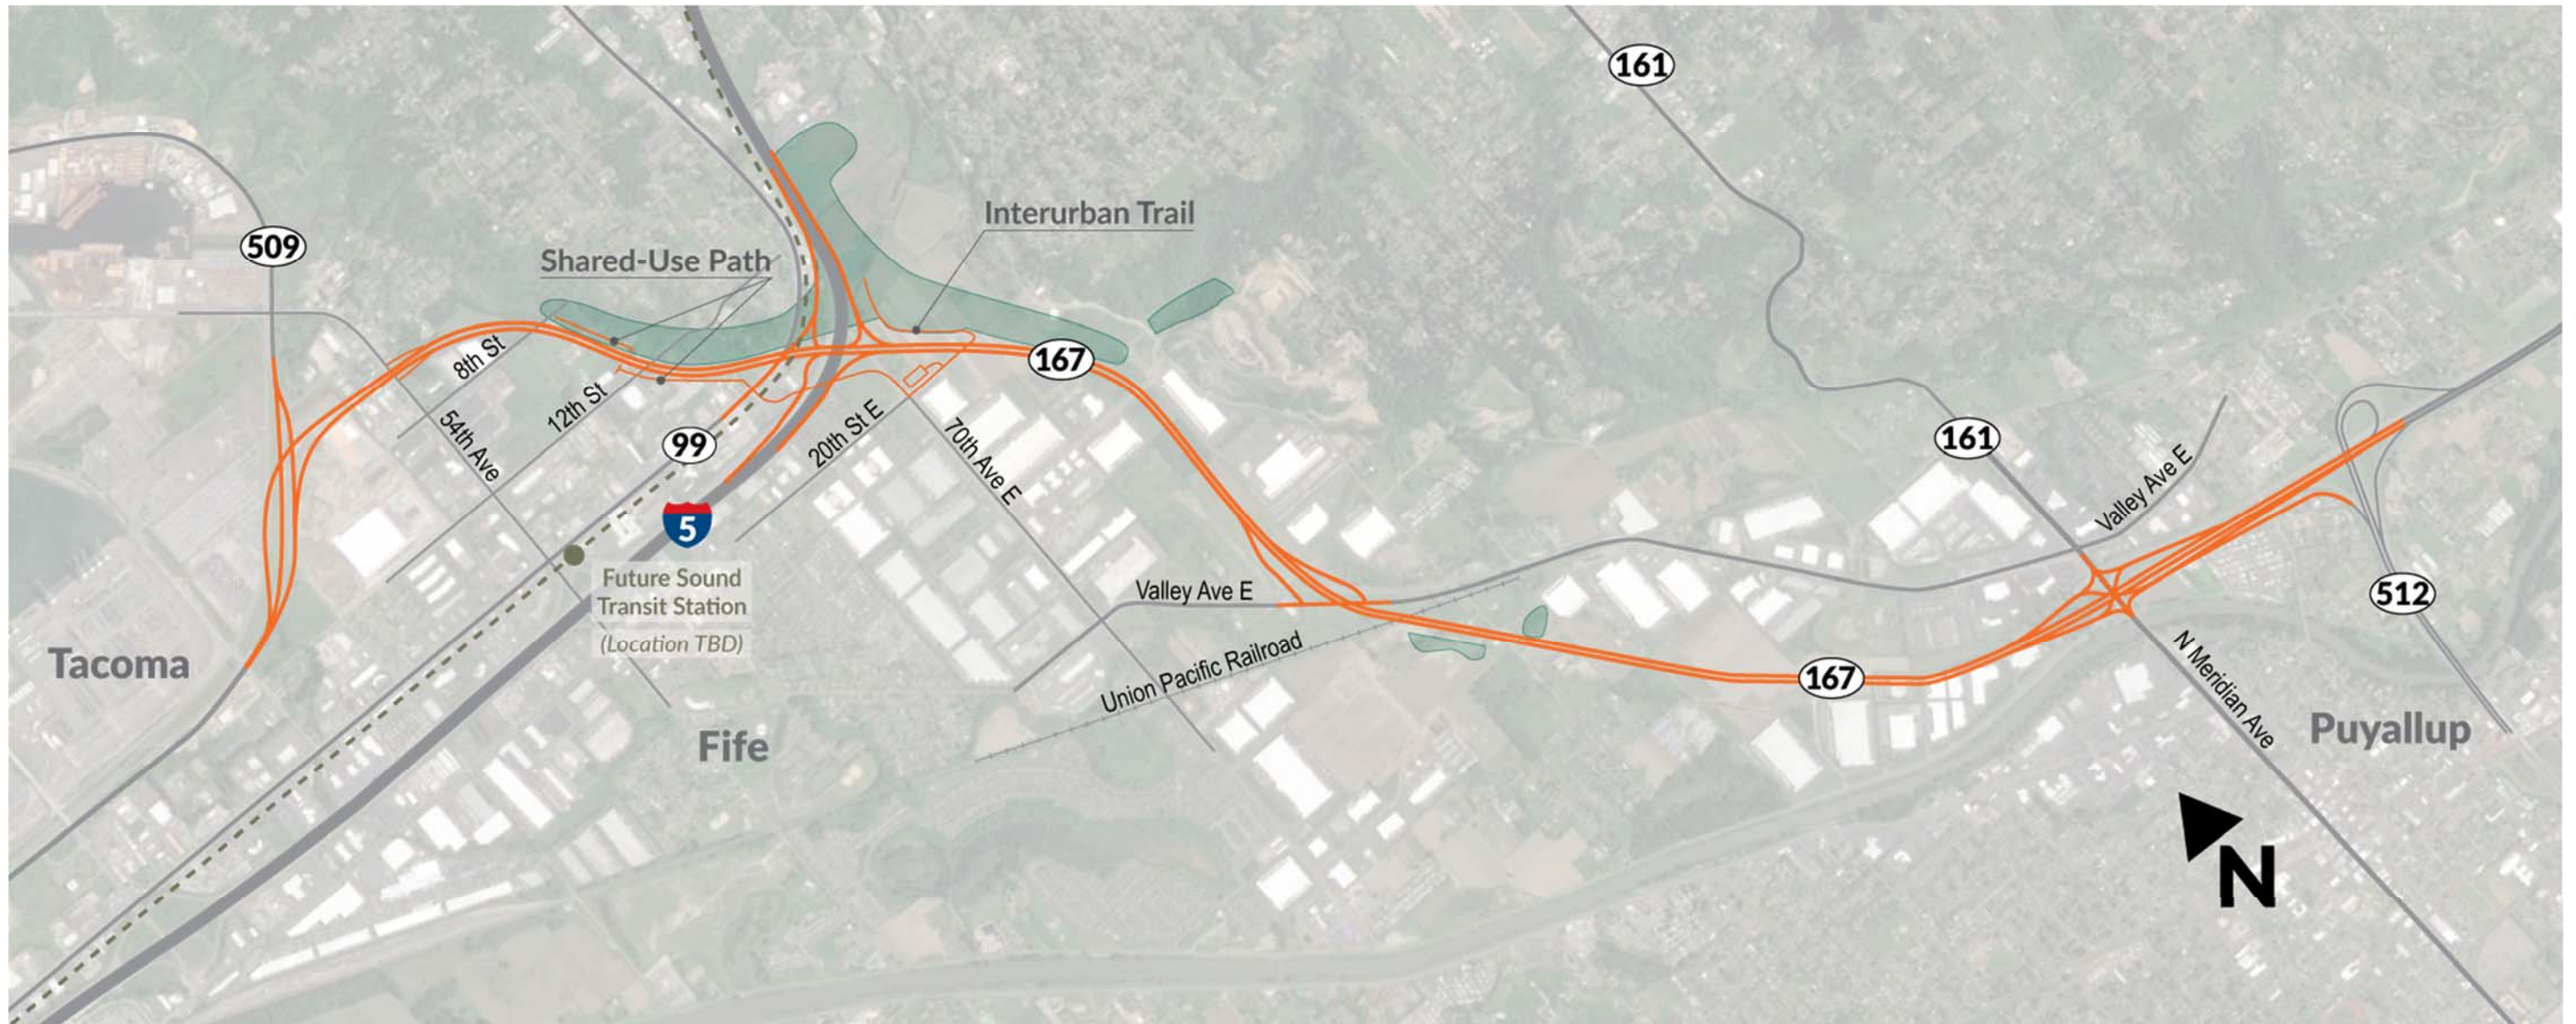 161
Interurban Trail
509
Shared-Use Path
8th St
167
12th St
54th Ave
99
20th St E
70th Ave E
161
Valley Ave E
5
Future Sound
Transit Station
(Location TBD)
Valley Ave E
512
Tacoma
Union Pacific Railroad
167
N Meridian Ave
Fife
Puyallup
N